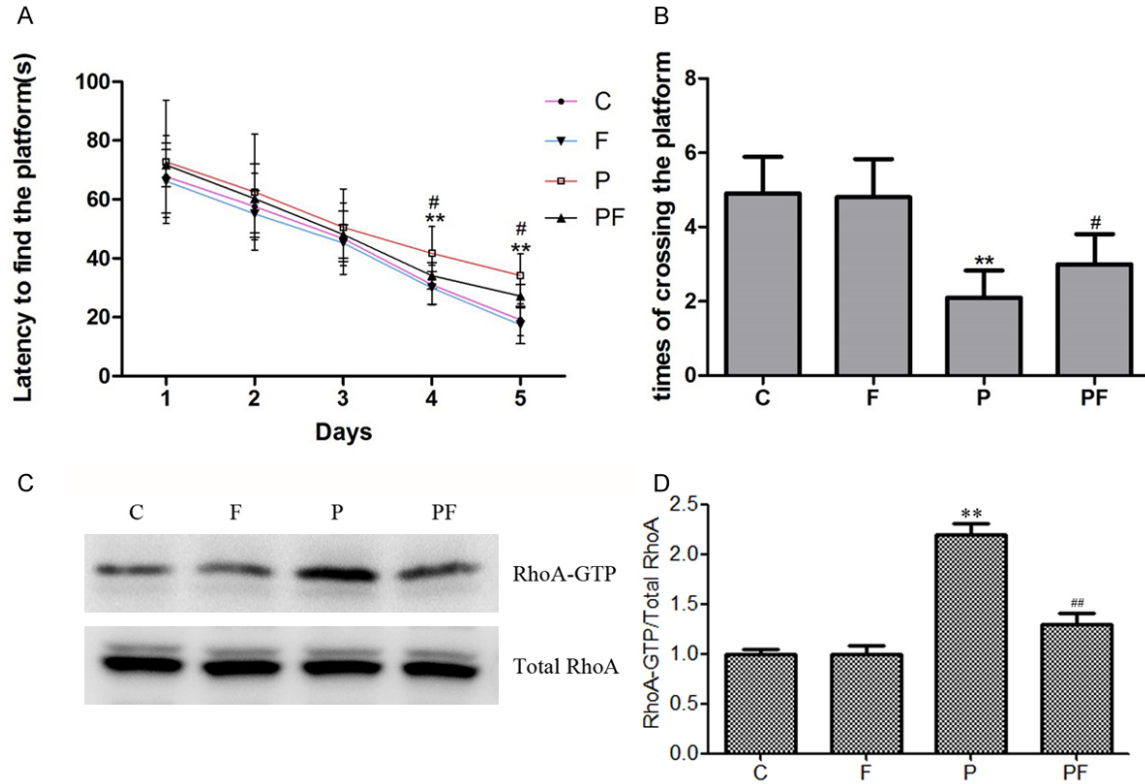 A
Latency to find the platform(s)
100
80
60
40
20
0
1 2 3 4 5
Days
# **
# **
C
F
P
PF
B
times of crossing the platform
8
6
4
2
0
**
#
C F P PF
C
C F P PF
RhoA-GTP
Total RhoA
D
RhoA-GTP/Total RhoA
2.5
2.0
1.5
1.0
0.5
0.0
**
##
C F P PF